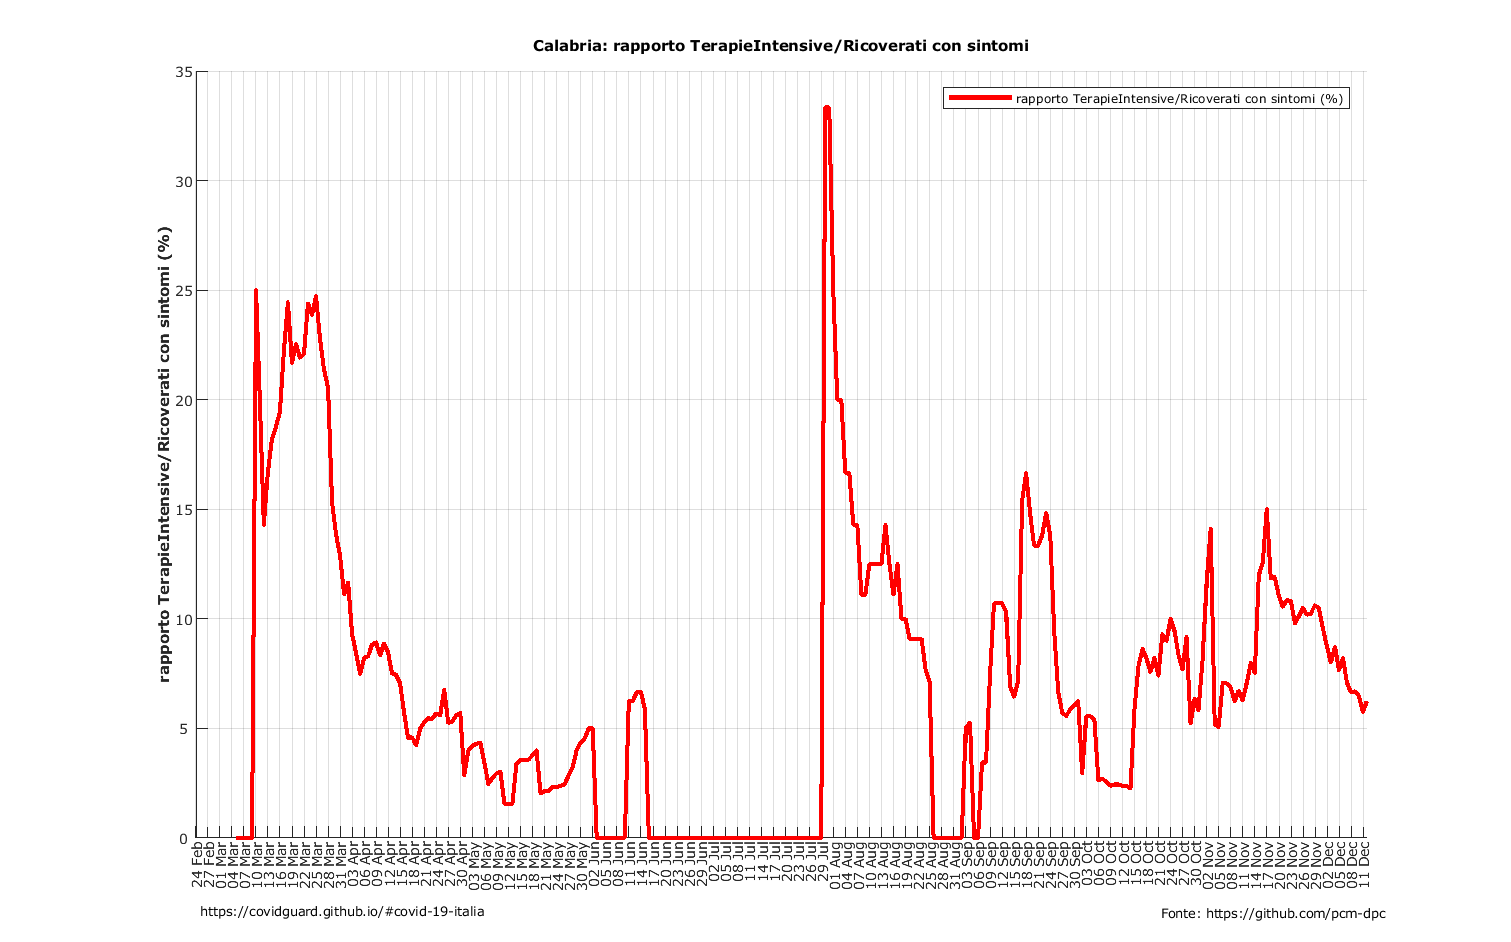 Calabria: rapporto TerapieIntensive/Ricoverati con sintomi
rapporto TerapieIntensive/Ricoverati con sintomi (%)
rapporto TerapieIntensive/Ricoverati con sintomi (%)
35
30
25
20
15
10
5
0
24 Feb
27 Feb
01 Mar
04 Mar
07 Mar
10 Mar
13 Mar
16 Mar
19 Mar
22 Mar
25 Mar
28 Mar
31 Mar
03 Apr
06 Apr
09 Apr
12 Apr
15 Apr
18 Apr
21 Apr
24 Apr
27 Apr
30 Apr
03 May
06 May
09 May
12 May
15 May
18 May
21 May
24 May
27 May
30 May
02 Jun
05 Jun
08 Jun
11 Jun
14 Jun
17 Jun
20 Jun
23 Jun
26 Jun
29 Jun
02 Jul
05 Jul
08 Jul
11 Jul
14 Jul
17 Jul
20 Jul
23 Jul
26 Jul
29 Jul
01 Aug
04 Aug
07 Aug
10 Aug
13 Aug
16 Aug
19 Aug
22 Aug
25 Aug
28 Aug
31 Aug
03 Sep
06 Sep
09 Sep
12 Sep
15 Sep
18 Sep
21 Sep
24 Sep
27 Sep
30 Sep
03 Oct
06 Oct
09 Oct
12 Oct
15 Oct
18 Oct
21 Oct
24 Oct
27 Oct
30 Oct
02 Nov
05 Nov
08 Nov
11 Nov
14 Nov
17 Nov
20 Nov
23 Nov
26 Nov
29 Nov
02 Dec
05 Dec
08 Dec
11 Dec
https://covidguard.github.io/#covid-19-italia
Fonte: https://github.com/pcm-dpc